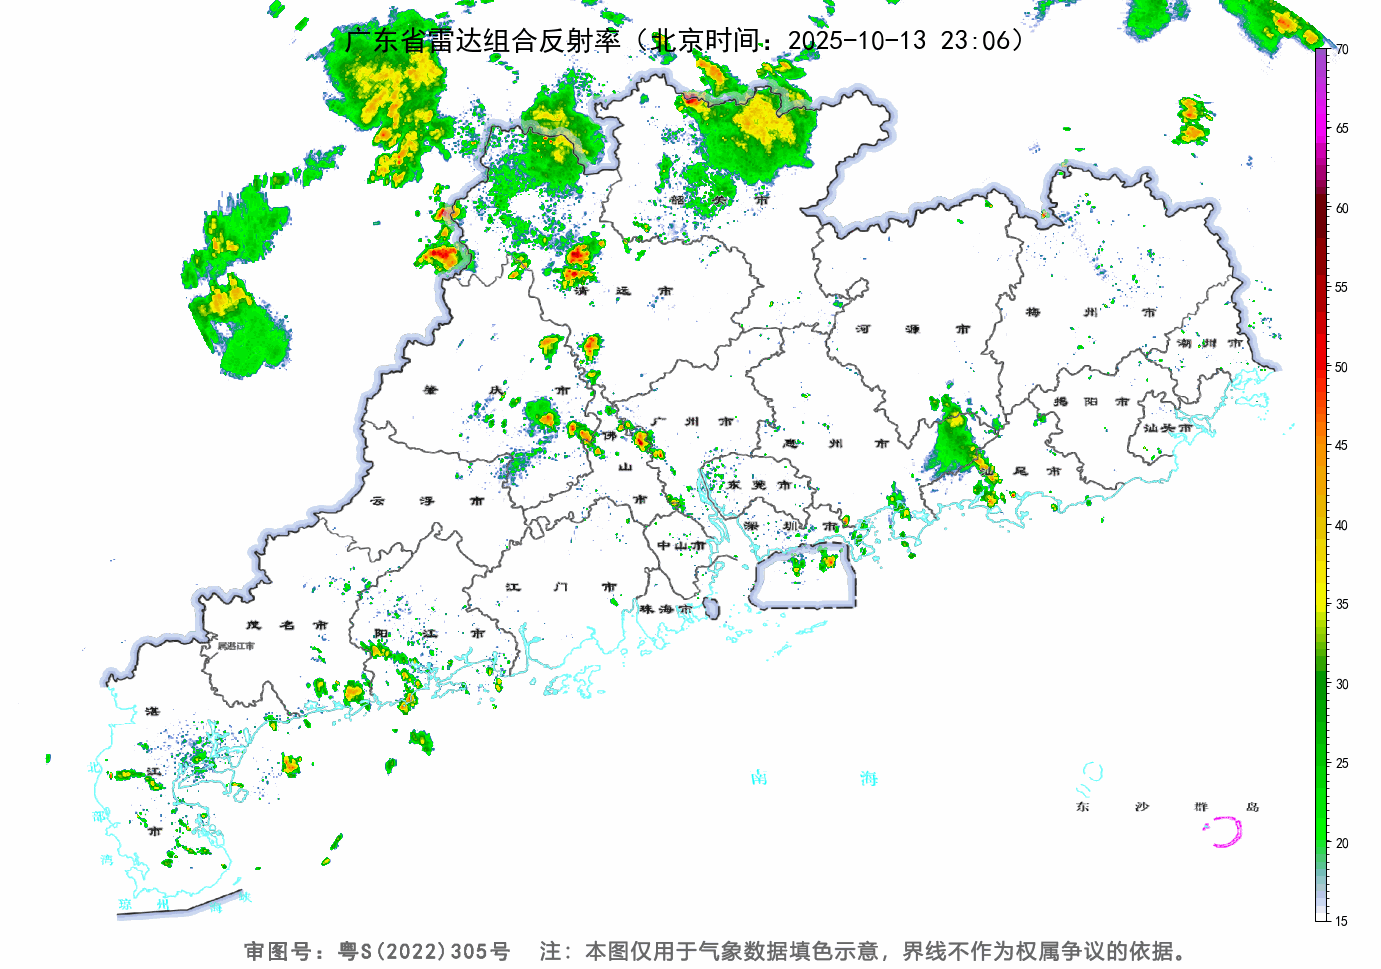 广东省雷达组合反射率（北京时间：2025-10-13 23:06）
70
65
60
55
50
45
40
35
30
25
20
15
韶关市
清远市
河源市
梅州市
潮州市
肇庆市
广州市
佛山市
惠州市
揭阳市
汕头市
汕尾市
云浮市
东莞市
深圳市
中山市
江门市
珠海市
茂名市
阳江市
属湛江市
湛江市
北部湾
琼州海峡
南海
东沙群岛
审图号：粤S(2022)305号 注：本图仅用于气象数据填色示意，界线不作为权属争议的依据。